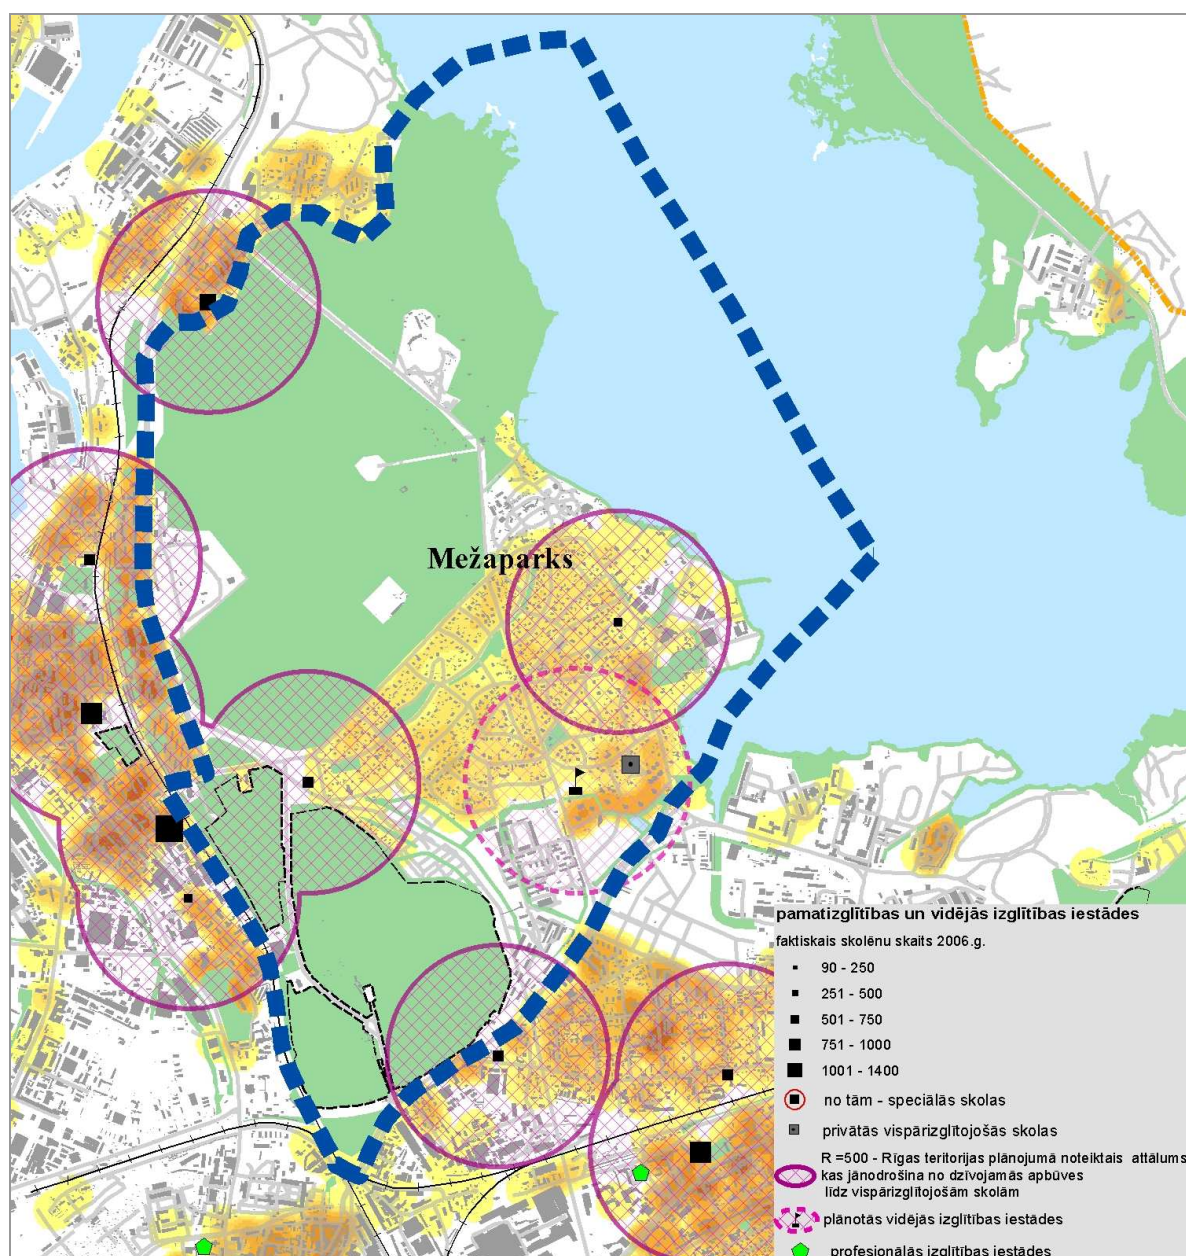 Mežaparks
pamatizglītības un vidējās izglītības iestādes
faktiskais skolēnu skaits 2006.g.
90 - 250
251 - 500
501 - 750
751 - 1000
1001 - 1400
no tām - speciālās skolas
privātās vispārizglītojošās skolas
R =500 - Rīgas teritorijas plānojumā noteiktais attālums
kas jānodrošina no dzīvojamās apbūves
līdz vispārizglītojošām skolām
plānotās vidējās izglītības iestādes
profesionālās izglītības iestādes